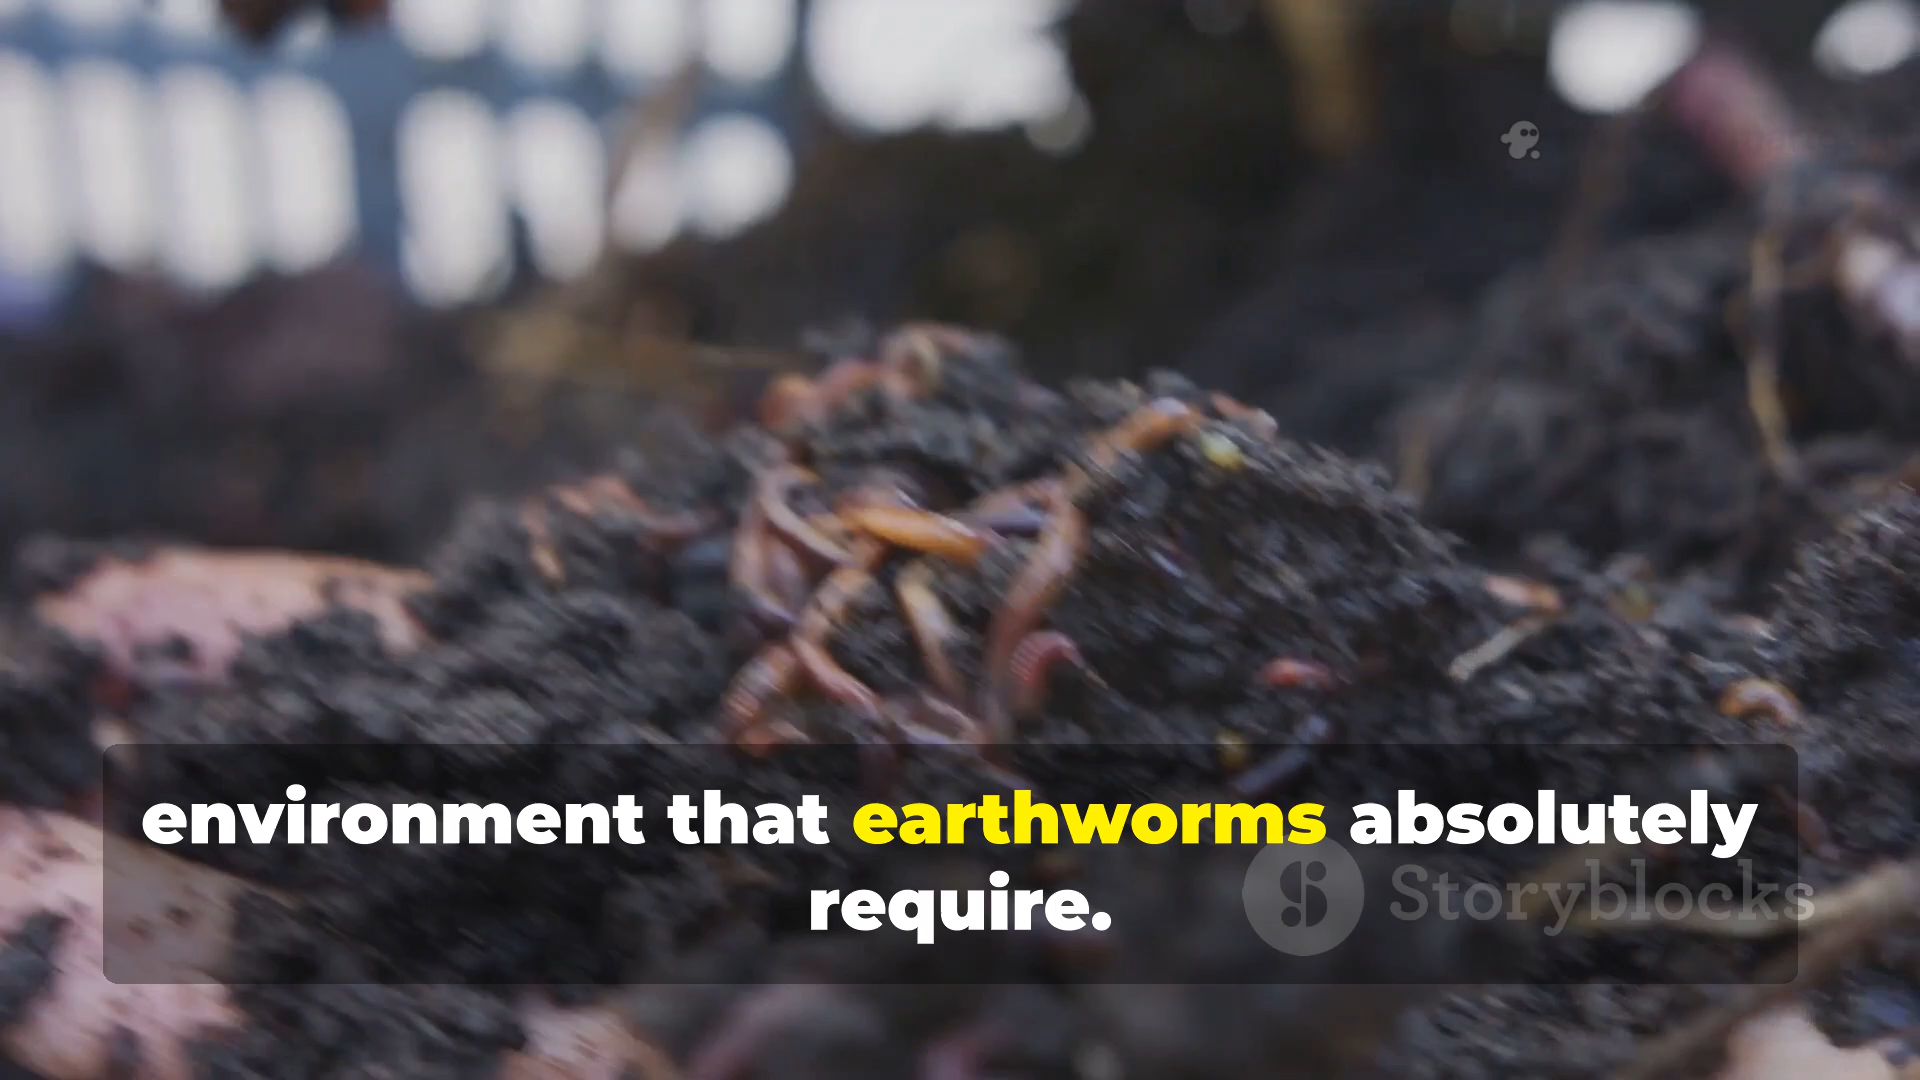 environment that earthworms absolutely
require.
Storyblocks